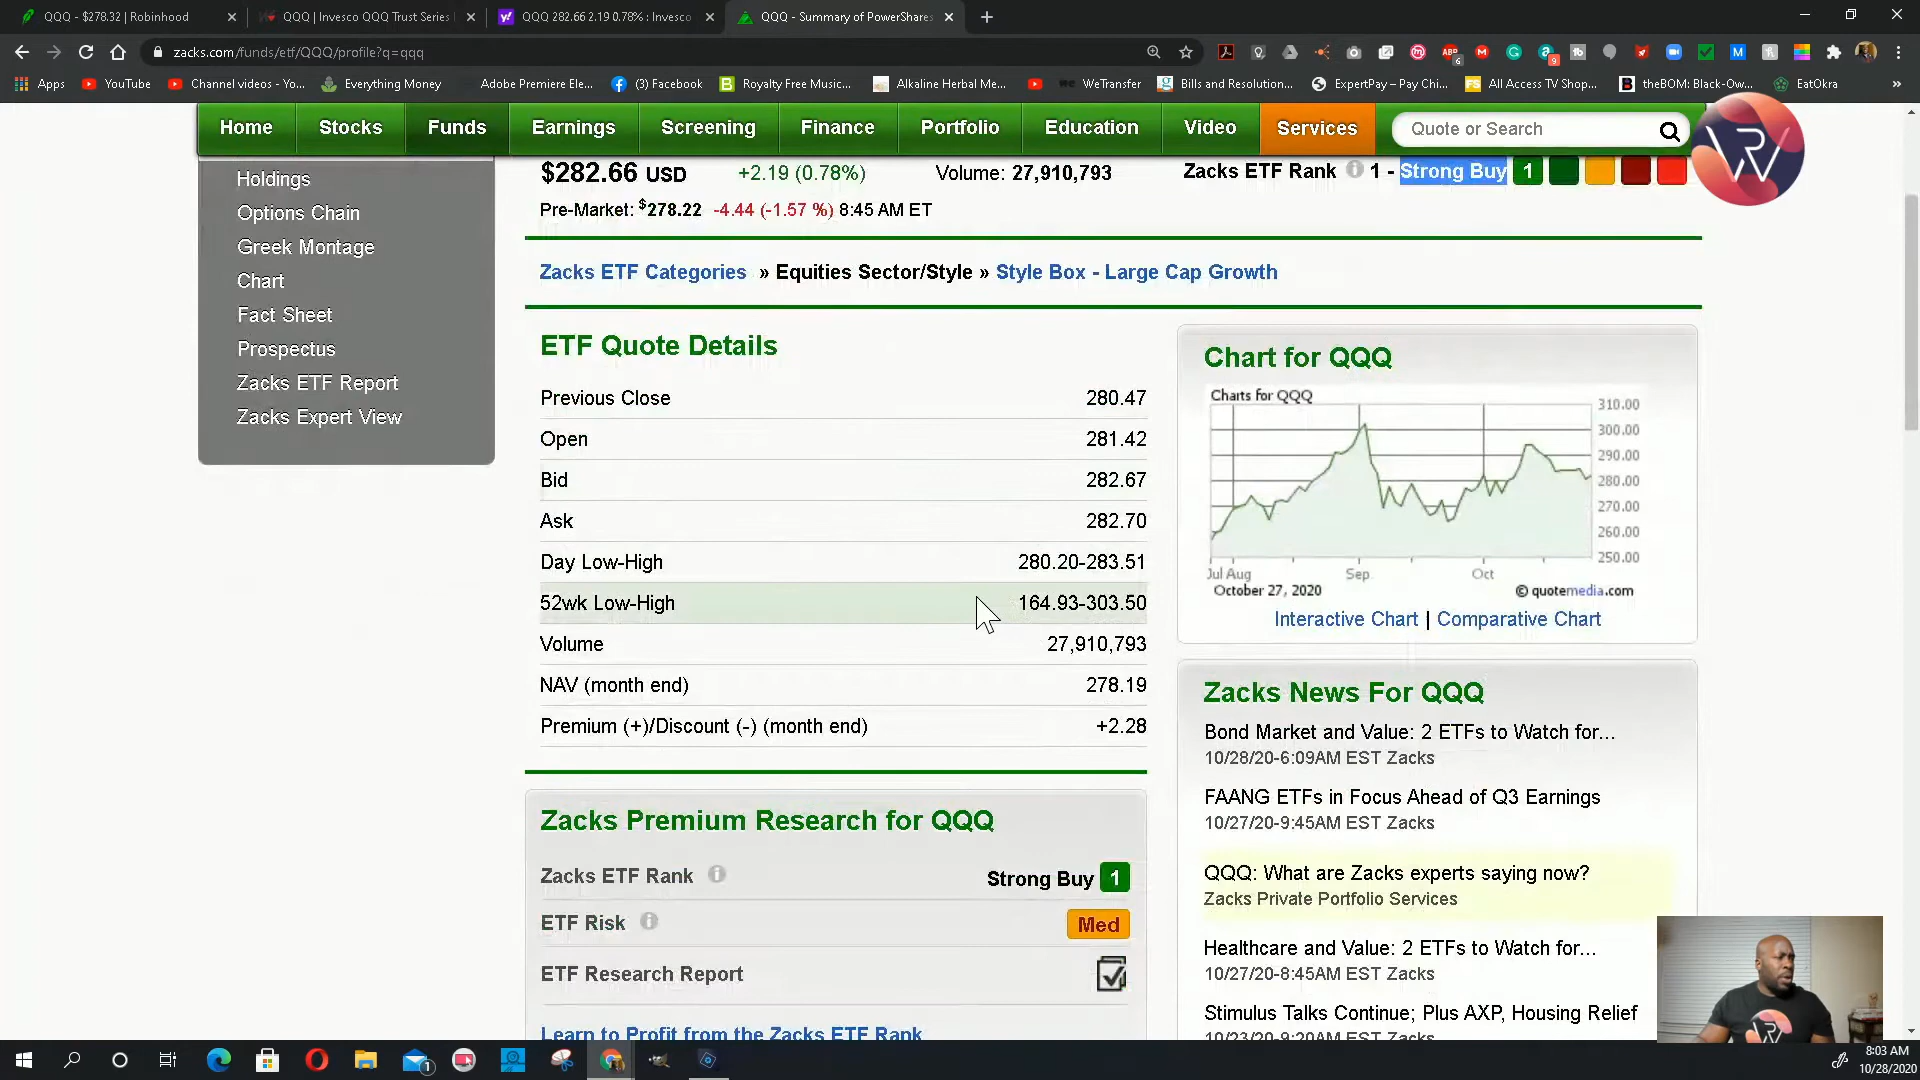 QQQ - $278.32 | Robinhood
QQQ | Invesco QQQ Trust Series
QQQ 282.66 2.19 0.78% : Invesco
QQQ - Summary of PowerShares
zacks.com/funds/etf/QQQ/profile?q=qqq
Apps
YouTube
Channel videos - Yo...
Everything Money
Adobe Premiere Ele...
(3) Facebook
Royalty Free Music...
Alkaline Herbal Me...
WeTransfer
Bills and Resolution...
ExpertPay – Pay Chi...
All Access TV Shop...
theBOM: Black-Ow...
EatOkra
Home
Stocks
Funds
Earnings
Screening
Finance
Portfolio
Education
Video
Services
Quote or Search
Holdings
Options Chain
Greek Montage
Chart
Fact Sheet
Prospectus
Zacks ETF Report
Zacks Expert View
$282.66 USD +2.19 (0.78%) Volume: 27,910,793
Zacks ETF Rank 1 - Strong Buy 1
Pre-Market: $278.22 -4.44 (-1.57 %) 8:45 AM ET
Zacks ETF Categories » Equities Sector/Style » Style Box - Large Cap Growth
ETF Quote Details
Previous Close 280.47
Open 281.42
Bid 282.67
Ask 282.70
Day Low-High 280.20-283.51
52wk Low-High 164.93-303.50
Volume 27,910,793
NAV (month end) 278.19
Premium (+)/Discount (-) (month end) +2.28
Zacks Premium Research for QQQ
Zacks ETF Rank Strong Buy 1
ETF Risk Med
ETF Research Report
Learn to Profit from the Zacks ETF Rank
Chart for QQQ
Charts for QQQ
310.00
300.00
290.00
280.00
270.00
260.00
250.00
Jul Aug Sep Oct
October 27, 2020 © quotemedia.com
Interactive Chart | Comparative Chart
Zacks News For QQQ
Bond Market and Value: 2 ETFs to Watch for...
10/28/20-6:09AM EST Zacks
FAANG ETFs in Focus Ahead of Q3 Earnings
10/27/20-9:45AM EST Zacks
QQQ: What are Zacks experts saying now?
Zacks Private Portfolio Services
Healthcare and Value: 2 ETFs to Watch for...
10/27/20-8:45AM EST Zacks
Stimulus Talks Continue; Plus AXP, Housing Relief
10/23/20-9:20AM EST Zacks
8:03 AM
10/28/2020